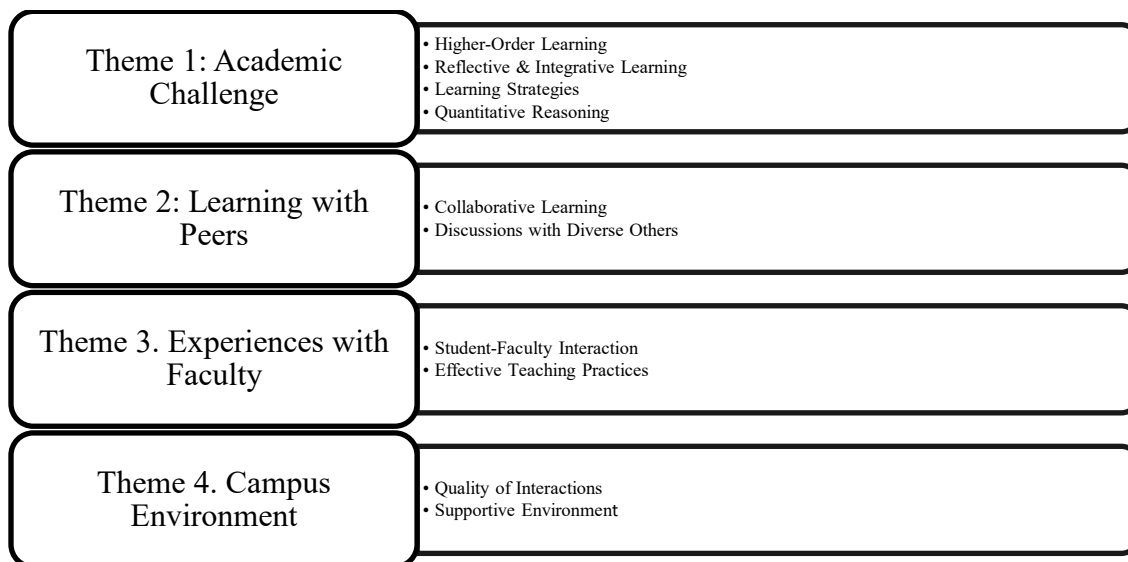 Theme 1: Academic
Challenge
• Higher-Order Learning
• Reflective & Integrative Learning
• Learning Strategies
• Quantitative Reasoning
Theme 2: Learning with
Peers
• Collaborative Learning
• Discussions with Diverse Others
Theme 3. Experiences with
Faculty
• Student-Faculty Interaction
• Effective Teaching Practices
Theme 4. Campus
Environment
• Quality of Interactions
• Supportive Environment